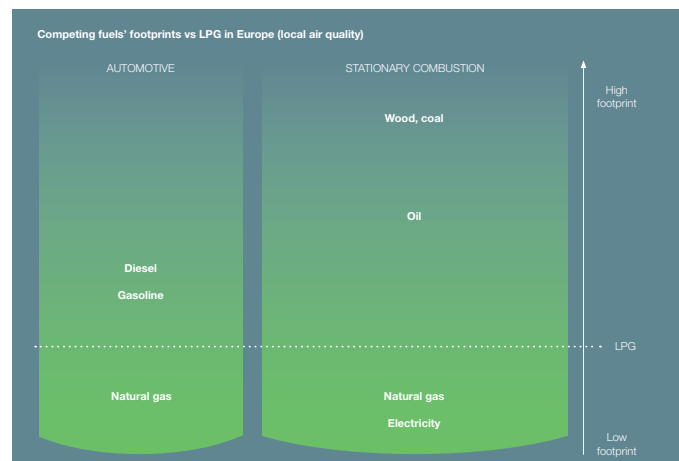 Competing fuels’ footprints vs LPG in Europe (local air quality)
AUTOMOTIVE
STATIONARY COMBUSTION
High
footprint
Wood, coal
Oil
Diesel
Gasoline
LPG
Natural gas
Natural gas
Electricity
Low
footprint